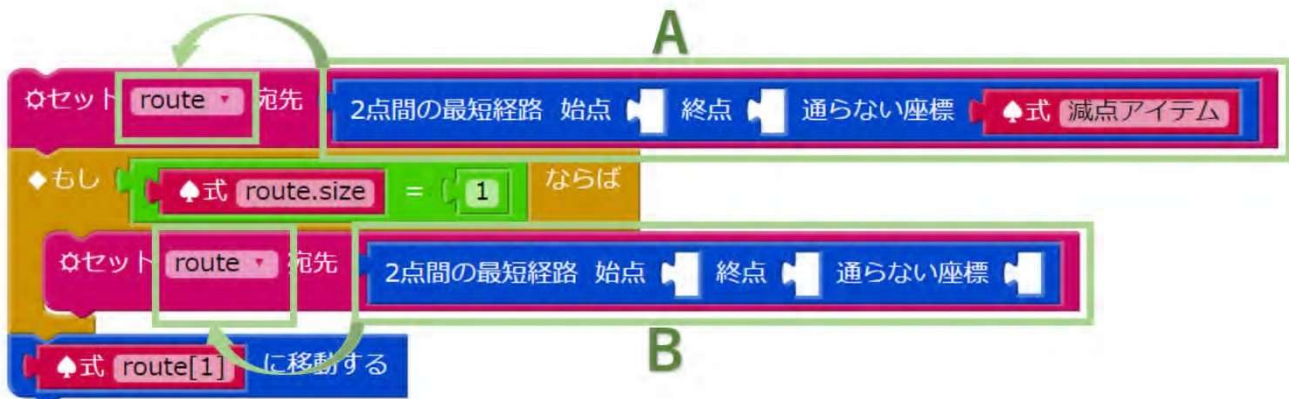 A
セット route 宛先 2点間の最短経路 始点 終点 通らない座標 式 減点アイテム
もし 式 route.size = 1 ならば
セット route 宛先 2点間の最短経路 始点 終点 通らない座標
B
式 route[1] に移動する